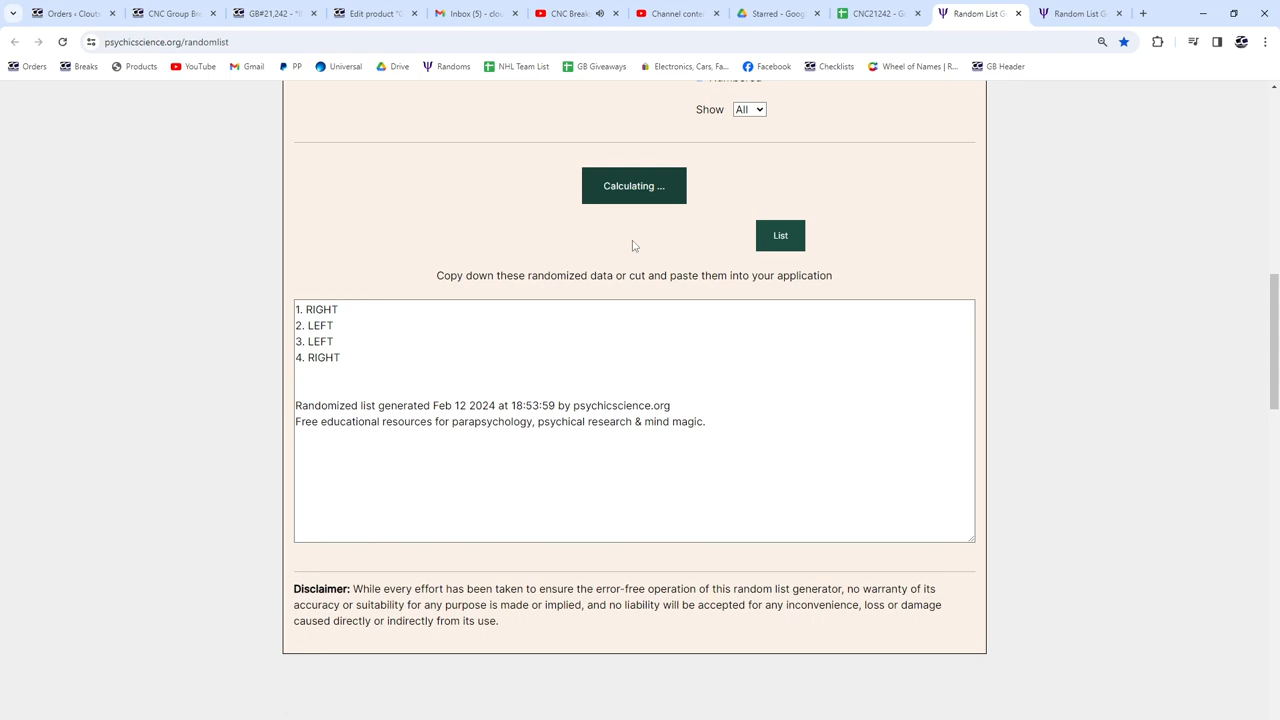 Orders ‹ Clout
CNC Group Bre
GB#21,242 - "I
Edit product "C
Inbox (5) - clou
CNC Break
Channel conte
Starred - Goog
CNC21242 - G
Random List G
Random List G
psychicscience.org/randomlist
Orders
Breaks
Products
YouTube
Gmail
PP
Universal
Drive
Randoms
NHL Team List
GB Giveaways
Electronics, Cars, Fa...
Facebook
Checklists
Wheel of Names | R...
GB Header
Numbered
Show All
Calculating ...
List
Copy down these randomized data or cut and paste them into your application
1. RIGHT
2. LEFT
3. LEFT
4. RIGHT
Randomized list generated Feb 12 2024 at 18:53:59 by psychicscience.org
Free educational resources for parapsychology, psychical research & mind magic.
Disclaimer: While every effort has been taken to ensure the error-free operation of this random list generator, no warranty of its
accuracy or suitability for any purpose is made or implied, and no liability will be accepted for any inconvenience, loss or damage
caused directly or indirectly from its use.